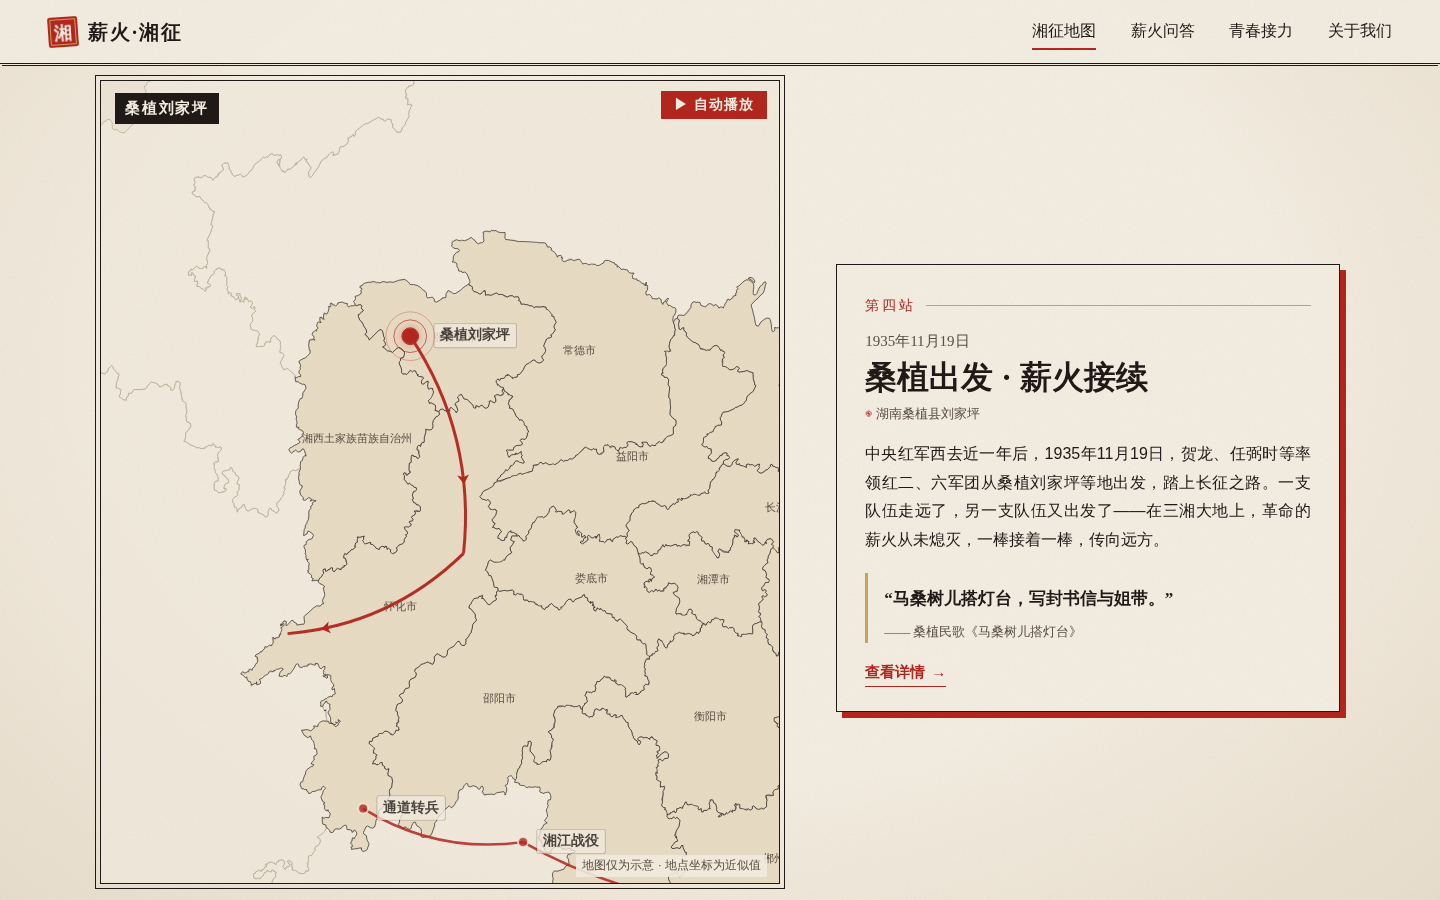 湘 薪火·湘征
湘征地图 薪火问答 青春接力 关于我们
桑植刘家坪
▶ 自动播放
桑植刘家坪
常德市
湘西土家族苗族自治州
益阳市
娄底市
湘潭市
怀化市
邵阳市
衡阳市
通道转兵
湘江战役
地图仅为示意 · 地点坐标为近似值
第四站
1935年11月19日
桑植出发 · 薪火接续
湖南桑植县刘家坪
中央红军西去近一年后，1935年11月19日，贺龙、任弼时等率
领红二、六军团从桑植刘家坪等地出发，踏上长征之路。一支
队伍走远了，另一支队伍又出发了——在三湘大地上，革命的
薪火从未熄灭，一棒接着一棒，传向远方。
“马桑树儿搭灯台，写封书信与姐带。”
—— 桑植民歌《马桑树儿搭灯台》
查看详情 →